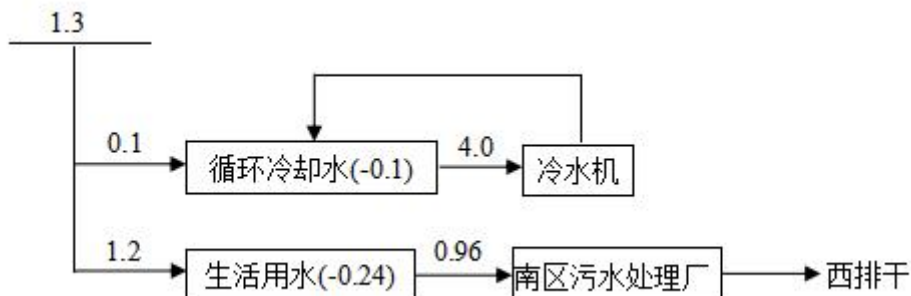 1.3
0.1
循环冷却水(-0.1)
4.0
冷水机
1.2
生活用水(-0.24)
0.96
南区污水处理厂
西排干